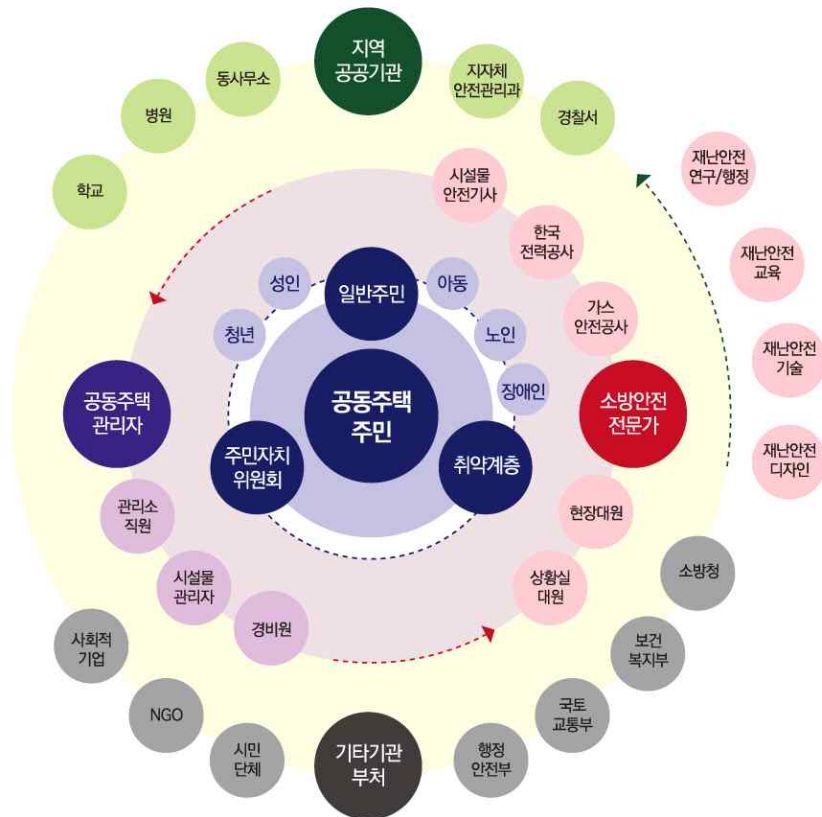 지역
공공기관
동사무소
지자체
안전관리과
병원
경찰서
학교
재난안전
연구/행정
시설물
안전기사
한국
전력공사
재난안전
교육
성인
일반주민
아동
청년
노인
가스
안전공사
재난안전
기술
장애인
공동주택
관리자
공동주택
주민
소방안전
전문가
주민자치
위원회
취약계층
재난안전
디자인
관리소
직원
현장대원
시설물
관리자
상황실
대원
소방청
경비원
사회적
기업
보건
복지부
NGO
국토
교통부
시민
단체
기타기관
부처
행정
안전부